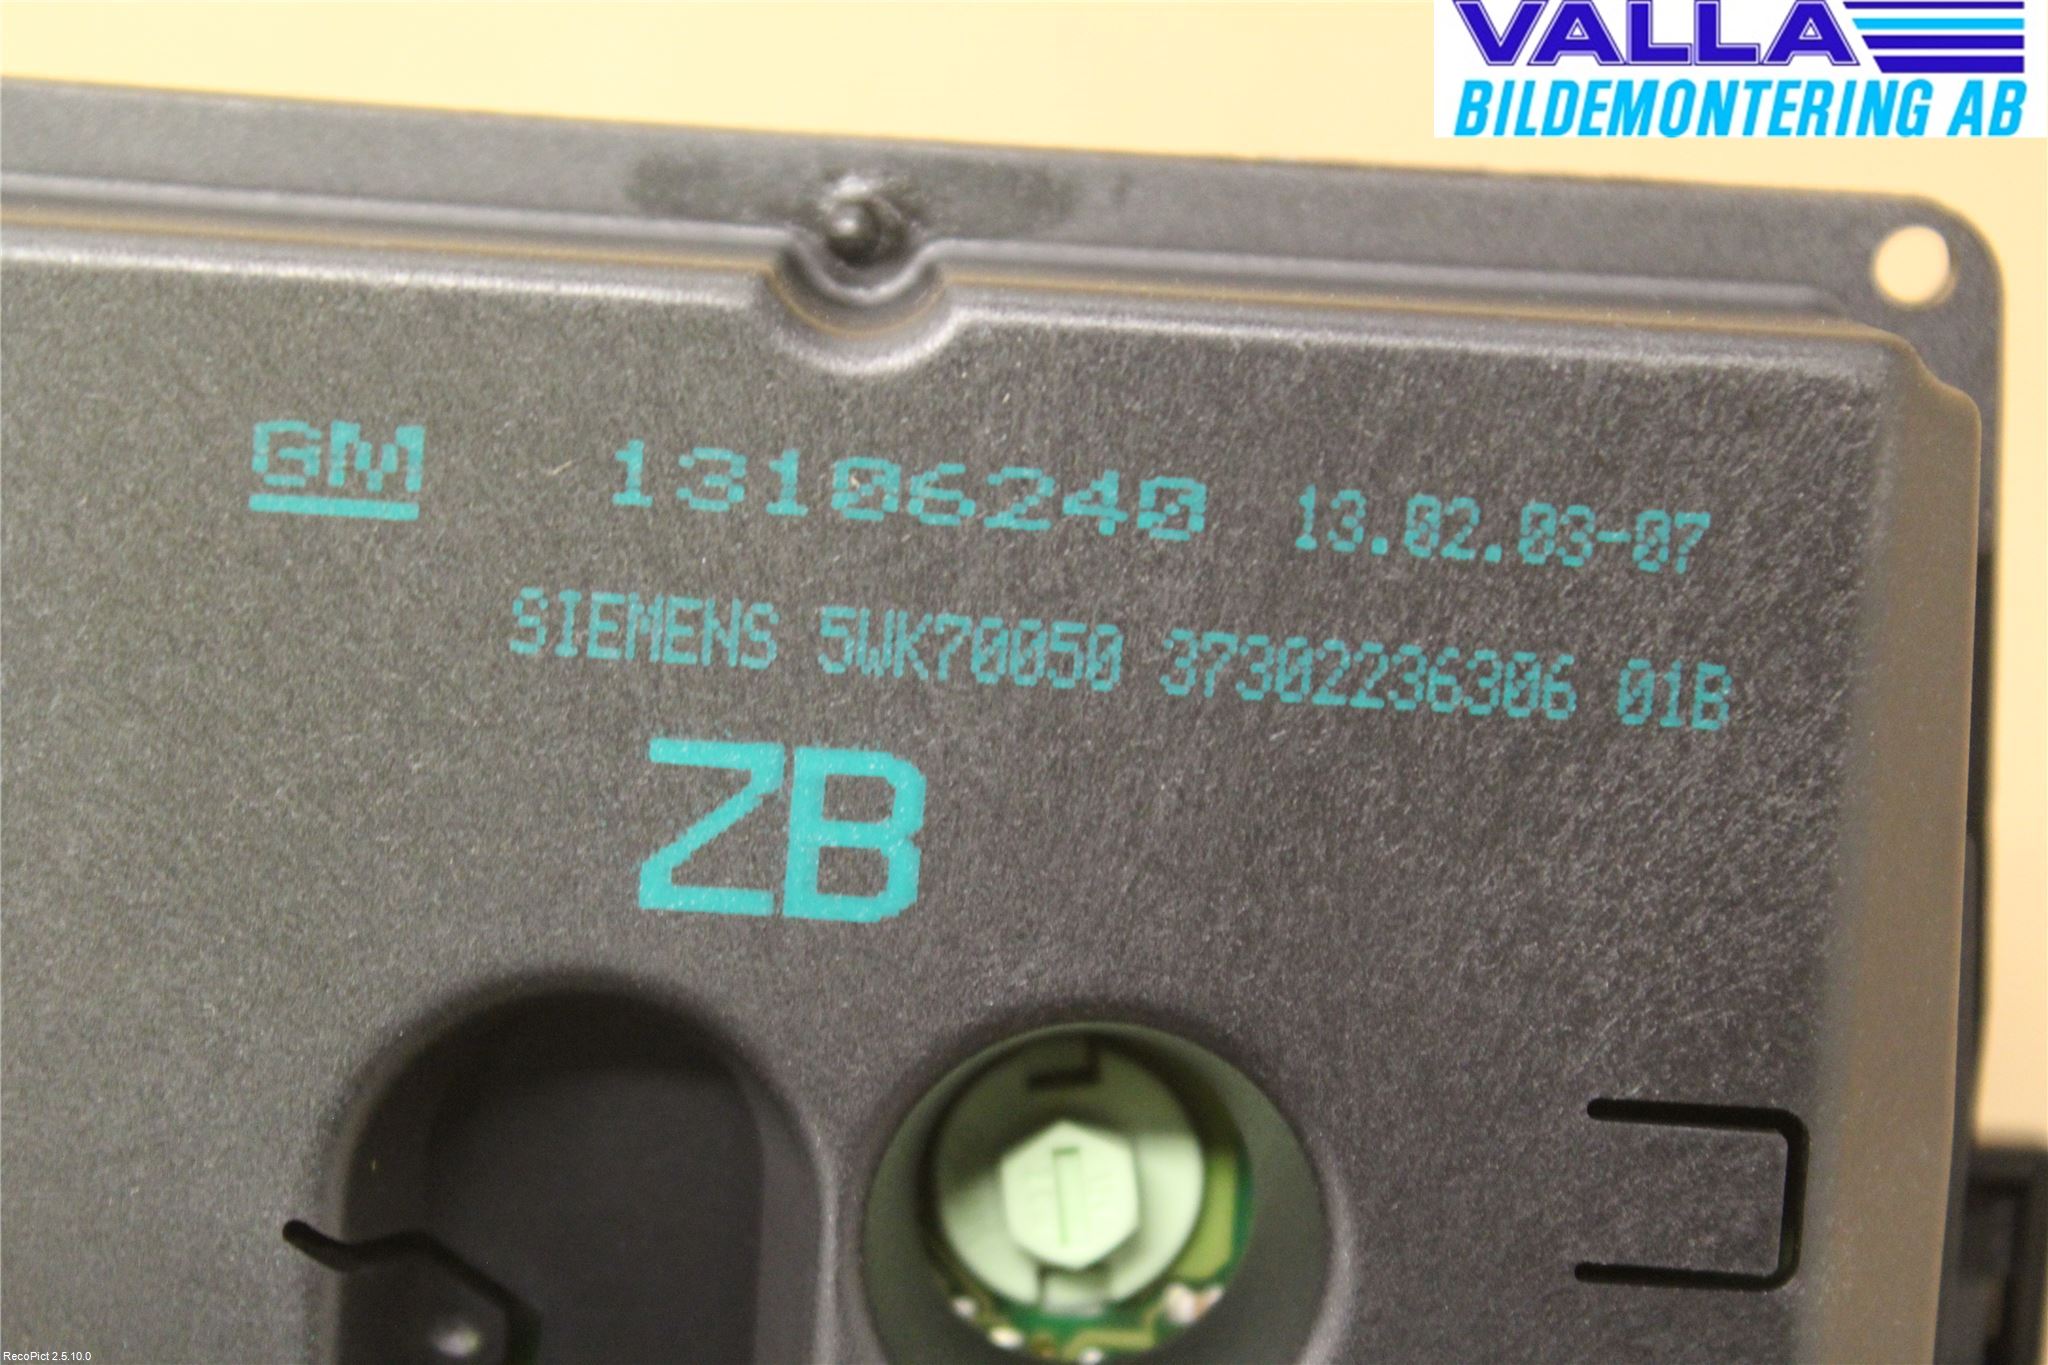 VALLA
BILDEMONTERING AB
GM 13106240 13.02.03-07
SIEMENS 5WK70050 37302236306 01B
ZB
RecoPict 2.5.10.0